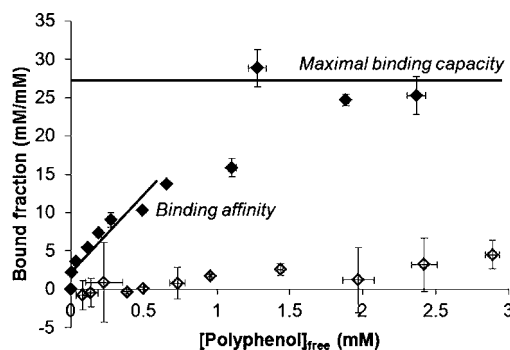 35
30
25
20
15
10
5
0
-5
Bound fraction (mM/mM)
Maximal binding capacity
Binding affinity
0 0.5 1 1.5 2 2.5 3
[Polyphenol]free (mM)